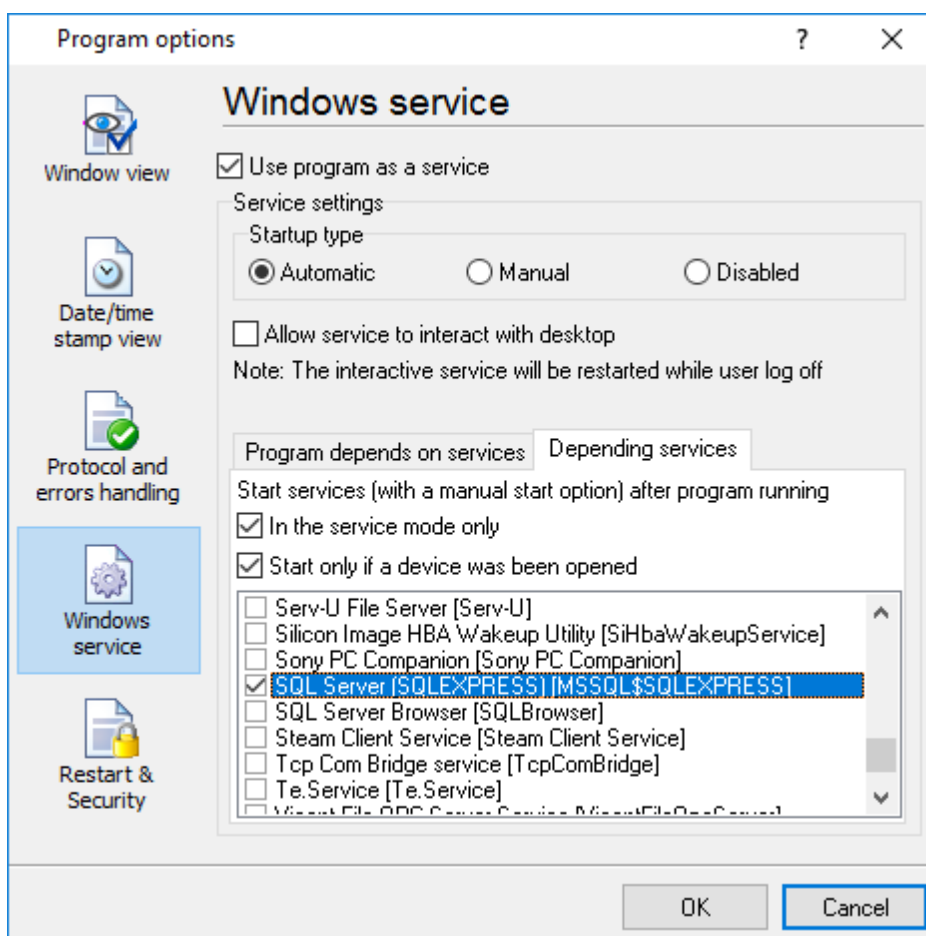 Program options
?
Window view
Date/time
stamp view
Protocol and
errors handling
Windows
service
Restart &
Security
Windows service
Use program as a service
Service settings
Startup type
Automatic
Manual
Disabled
Allow service to interact with desktop
Note: The interactive service will be restarted while user log off
Program depends on services
Depending services
Start services (with a manual start option) after program running
In the service mode only
Start only if a device was been opened
Serv-U File Server [Serv-U]
Silicon Image HBA Wakeup Utility [SiHbaWakeupService]
Sony PC Companion [Sony PC Companion]
SQL Server (SQLEXPRESS) [MSSQL$SQLEXPRESS]
SQL Server Browser [SQLBrowser]
Steam Client Service [Steam Client Service]
Tcp Com Bridge service [TcpComBridge]
Te.Service [Te.Service]
OK
Cancel